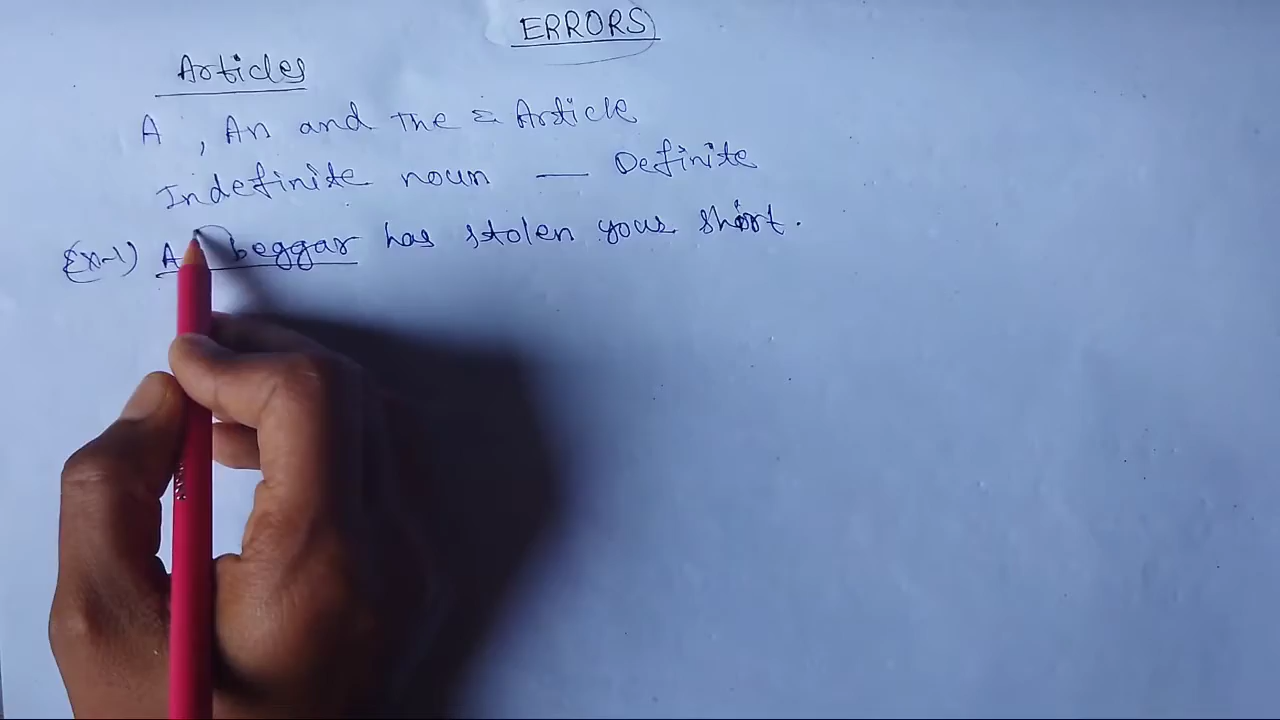 ERRORS
Articles
A , An and The Σ Article
Indefinite noun — Definite
Ex-1) A beggar has stolen your shirt.